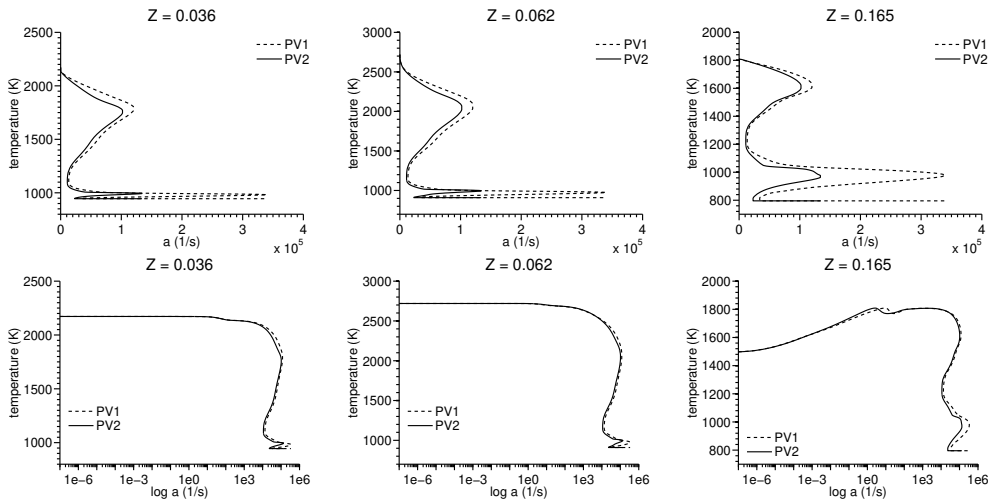 Z = 0.036
2500
2000
1500
1000
temperature (K)
PV1
PV2
0
1
2
3
4
a (1/s)
x 10^5
Z = 0.062
3000
2500
2000
1500
1000
temperature (K)
PV1
PV2
0
1
2
3
4
a (1/s)
x 10^5
Z = 0.165
2000
1800
1600
1400
1200
1000
800
temperature (K)
PV1
PV2
0
1
2
3
4
a (1/s)
x 10^5
Z = 0.036
2500
2000
1500
1000
temperature (K)
PV1
PV2
1e−6
1e−3
1e0
1e3
1e6
log a (1/s)
Z = 0.062
3000
2500
2000
1500
1000
temperature (K)
PV1
PV2
1e−6
1e−3
1e0
1e3
1e6
log a (1/s)
Z = 0.165
2000
1800
1600
1400
1200
1000
800
temperature (K)
PV1
PV2
1e−6
1e−3
1e0
1e3
1e6
log a (1/s)